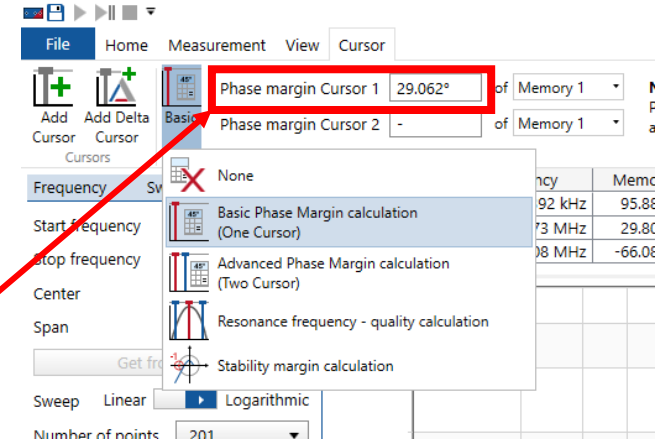 File Home Measurement View Cursor
Phase margin Cursor 1 29.062° of Memory 1
Phase margin Cursor 2 - of Memory 1
Add Cursor
Add Delta Cursor
Basic
Cursors
None
Basic Phase Margin calculation
(One Cursor)
Advanced Phase Margin calculation
(Two Cursor)
Resonance frequency - quality calculation
Stability margin calculation
Frequency
Start frequency
Stop frequency
Center
Span
Sweep Linear Logarithmic
Number of points 201
92 kHz 95.88
73 MHz 29.80
08 MHz -66.08